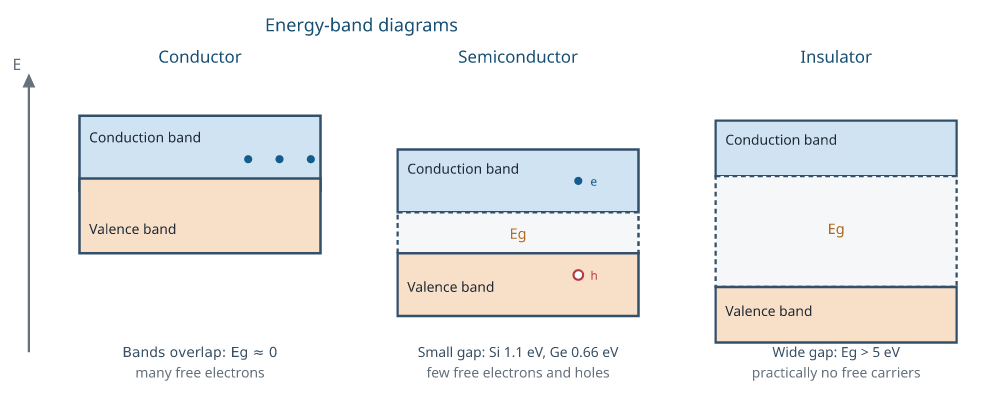 Energy-band diagrams
Conductor
Semiconductor
Insulator
E
Conduction band
Valence band
Bands overlap: Eg ≈ 0
many free electrons
Conduction band
e
Eg
h
Valence band
Small gap: Si 1.1 eV, Ge 0.66 eV
few free electrons and holes
Conduction band
Eg
Valence band
Wide gap: Eg > 5 eV
practically no free carriers